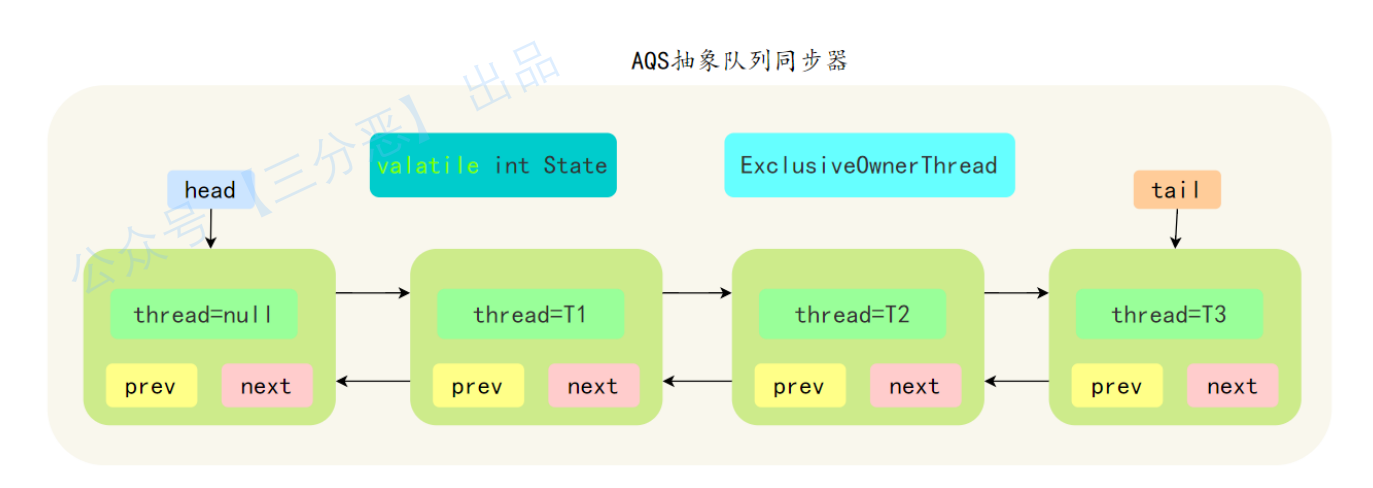 AQS抽象队列同步器
公众号【三分恶】出品
valatile int State
ExclusiveOwnerThread
head
tail
thread=null
thread=T1
thread=T2
thread=T3
prev
next
prev
next
prev
next
prev
next